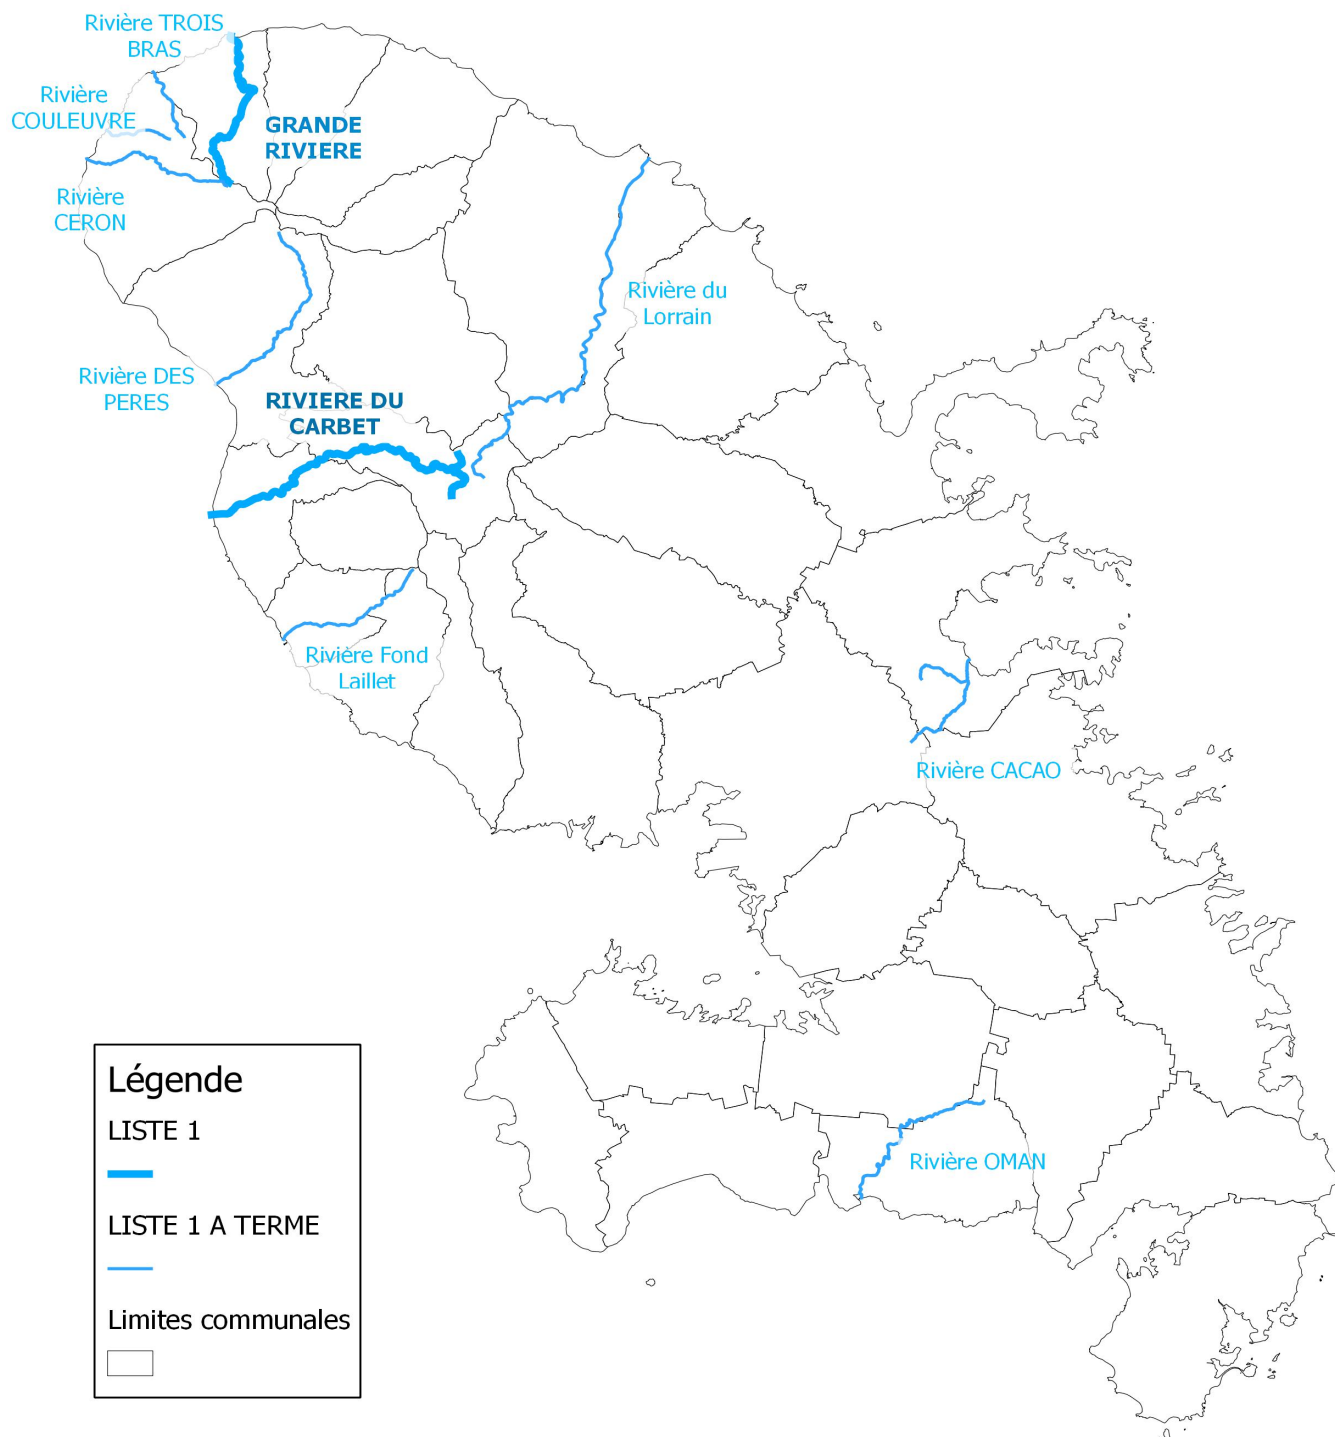 Rivière TROIS
BRAS
Rivière
COULEUVRE
GRANDE
RIVIERE
Rivière
CERON
Rivière du
Lorrain
Rivière DES
PERES
RIVIERE DU
CARBET
Rivière Fond
Laillet
Rivière CACAO
Rivière OMAN
Légende
LISTE 1
LISTE 1 A TERME
Limites communales